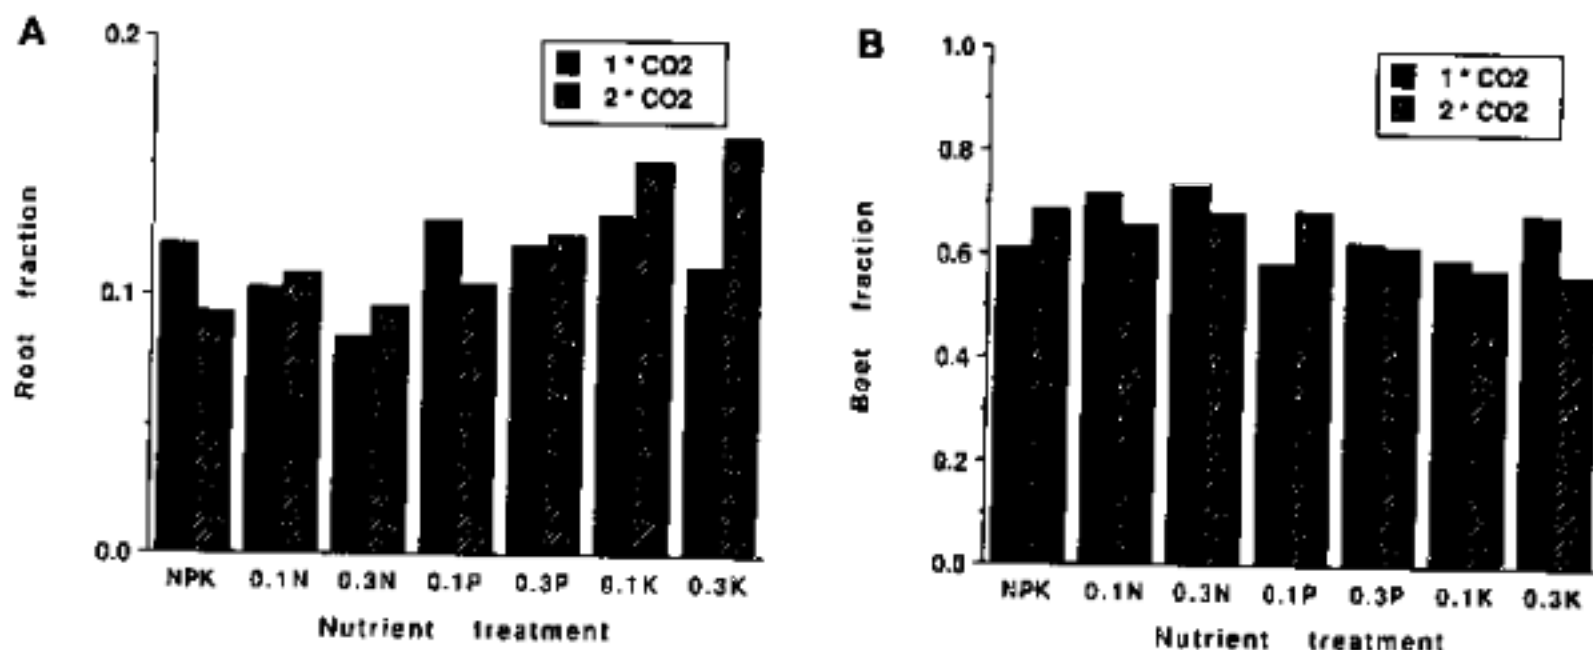 A
0.2
1 * CO2
2 * CO2
Root fraction
0.1
0.0
NPK 0.1N 0.3N 0.1P 0.3P 0.1K 0.3K
Nutrient treatment
B
1.0
1 * CO2
2 * CO2
0.8
Beet fraction
0.6
0.4
0.2
0.0
NPK 0.1N 0.3N 0.1P 0.3P 0.1K 0.3K
Nutrient treatment